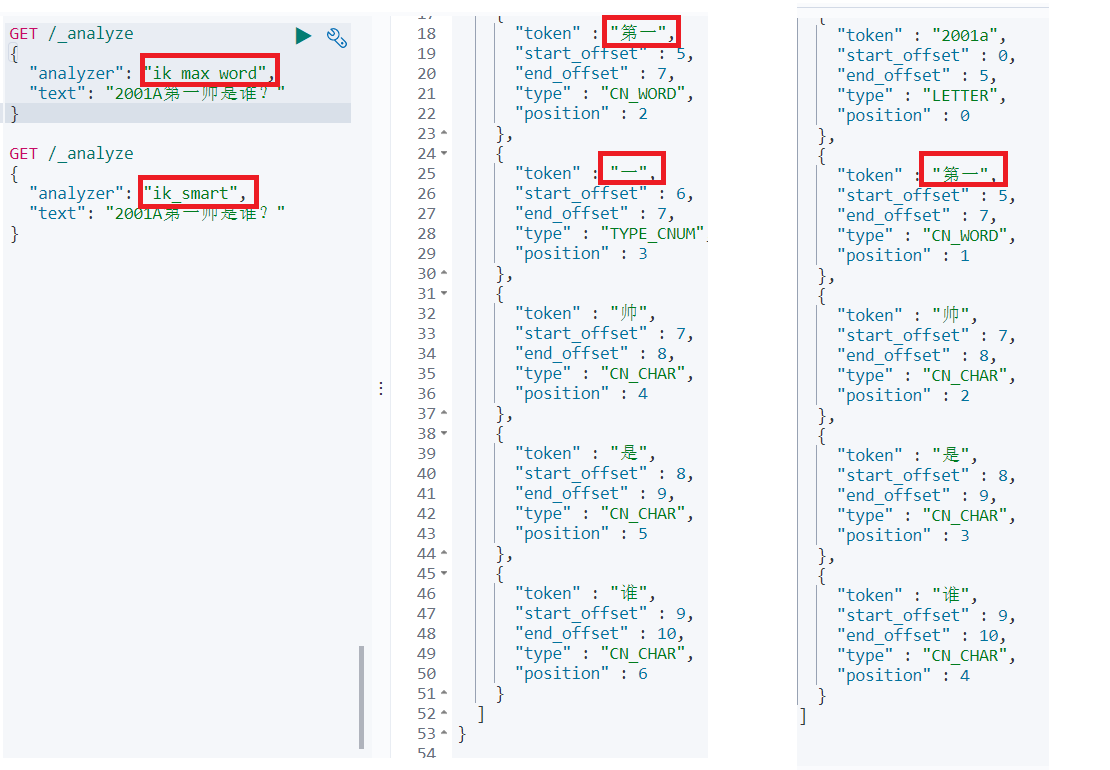 GET /_analyze
{
"analyzer": "ik_max_word",
"text": "2001A第一帅是谁？"
}
GET /_analyze
{
"analyzer": "ik_smart",
"text": "2001A第一帅是谁？"
}
17 {
18 "token" : "第一",
19 "start_offset" : 5,
20 "end_offset" : 7,
21 "type" : "CN_WORD",
22 "position" : 2
23 },
24 {
25 "token" : "一",
26 "start_offset" : 6,
27 "end_offset" : 7,
28 "type" : "TYPE_CNUM",
29 "position" : 3
30 },
31 {
32 "token" : "帅",
33 "start_offset" : 7,
34 "end_offset" : 8,
35 "type" : "CN_CHAR",
36 "position" : 4
37 },
38 {
39 "token" : "是",
40 "start_offset" : 8,
41 "end_offset" : 9,
42 "type" : "CN_CHAR",
43 "position" : 5
44 },
45 {
46 "token" : "谁",
47 "start_offset" : 9,
48 "end_offset" : 10,
49 "type" : "CN_CHAR",
50 "position" : 6
51 }
52 ]
53 }
54
{
"token" : "2001a",
"start_offset" : 0,
"end_offset" : 5,
"type" : "LETTER",
"position" : 0
},
{
"token" : "第一",
"start_offset" : 5,
"end_offset" : 7,
"type" : "CN_WORD",
"position" : 1
},
{
"token" : "帅",
"start_offset" : 7,
"end_offset" : 8,
"type" : "CN_CHAR",
"position" : 2
},
{
"token" : "是",
"start_offset" : 8,
"end_offset" : 9,
"type" : "CN_CHAR",
"position" : 3
},
{
"token" : "谁",
"start_offset" : 9,
"end_offset" : 10,
"type" : "CN_CHAR",
"position" : 4
}
]